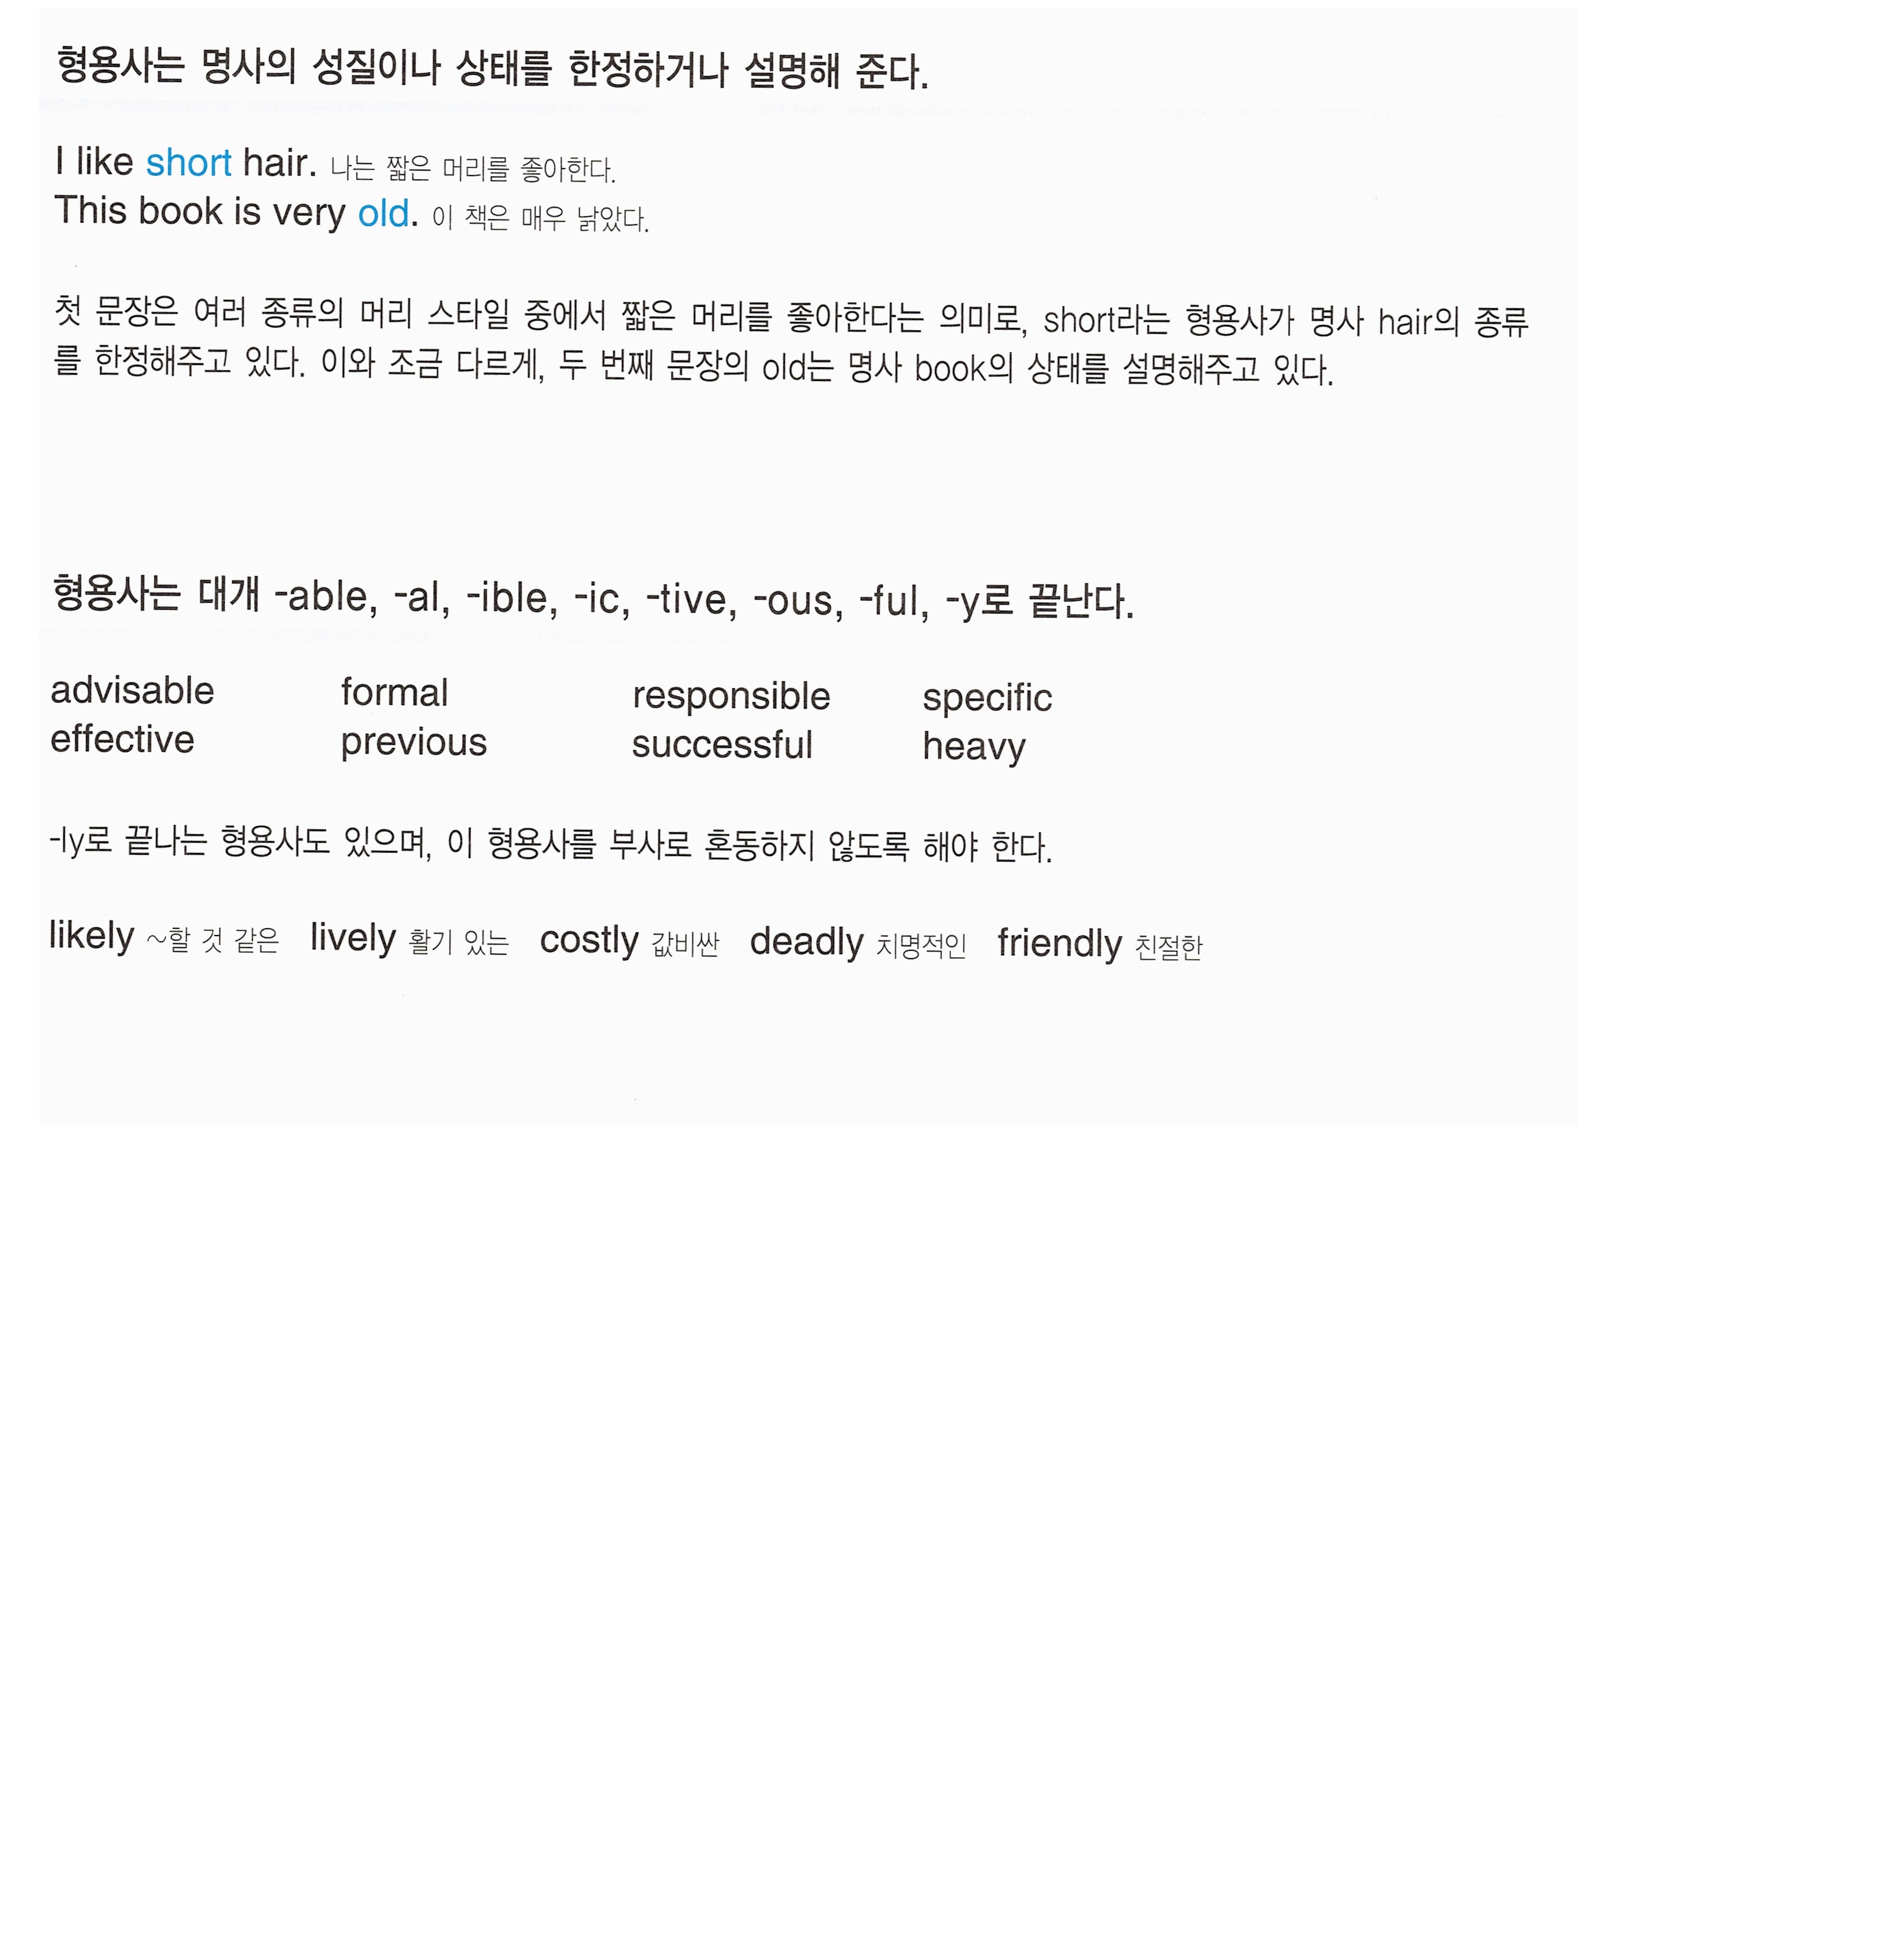 형용사는 명사의 성질이나 상태를 한정하거나 설명해 준다.
I like short hair. 나는 짧은 머리를 좋아한다.
This book is very old. 이 책은 매우 낡았다.
첫 문장은 여러 종류의 머리 스타일 중에서 짧은 머리를 좋아한다는 의미로, short라는 형용사가 명사 hair의 종류
를 한정해주고 있다. 이와 조금 다르게, 두 번째 문장의 old는 명사 book의 상태를 설명해주고 있다.
형용사는 대개 -able, -al, -ible, -ic, -tive, -ous, -ful, -y로 끝난다.
advisable formal responsible specific
effective previous successful heavy
-ly로 끝나는 형용사도 있으며, 이 형용사를 부사로 혼동하지 않도록 해야 한다.
likely ~할 것 같은 lively 활기 있는 costly 값비싼 deadly 치명적인 friendly 친절한